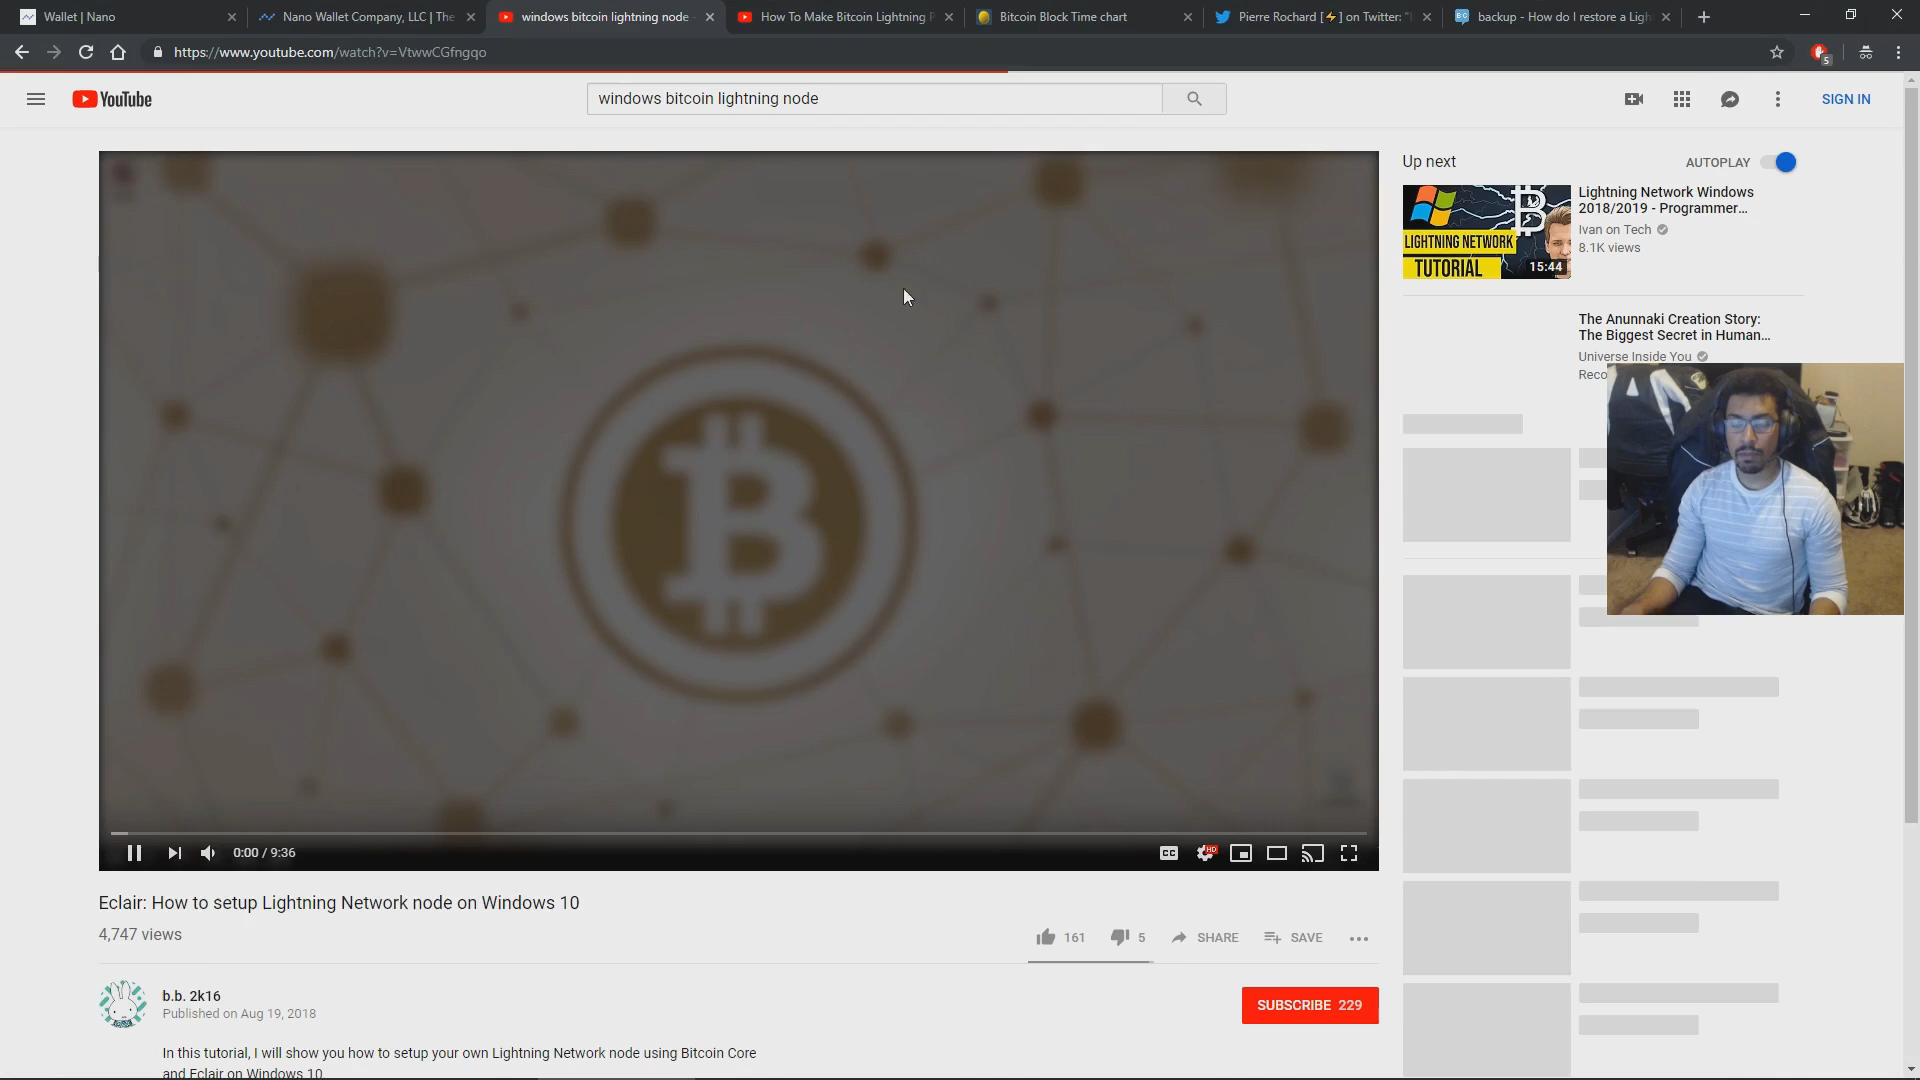 Wallet | Nano
Nano Wallet Company, LLC | The
windows bitcoin lightning node -
How To Make Bitcoin Lightning P
Bitcoin Block Time chart
Pierre Rochard [⚡] on Twitter: "
backup - How do I restore a Ligh
https://www.youtube.com/watch?v=VtwwCGfngqo
5
YouTube
windows bitcoin lightning node
SIGN IN
Up next
AUTOPLAY
LIGHTNING NETWORK
TUTORIAL
15:44
Lightning Network Windows
2018/2019 - Programmer...
Ivan on Tech
8.1K views
The Anunnaki Creation Story:
The Biggest Secret in Human...
Universe Inside You
Reco
0:00 / 9:36
CC
HD
Eclair: How to setup Lightning Network node on Windows 10
4,747 views
161
5
SHARE
SAVE
b.b. 2k16
Published on Aug 19, 2018
SUBSCRIBE 229
In this tutorial, I will show you how to setup your own Lightning Network node using Bitcoin Core
and Eclair on Windows 10.